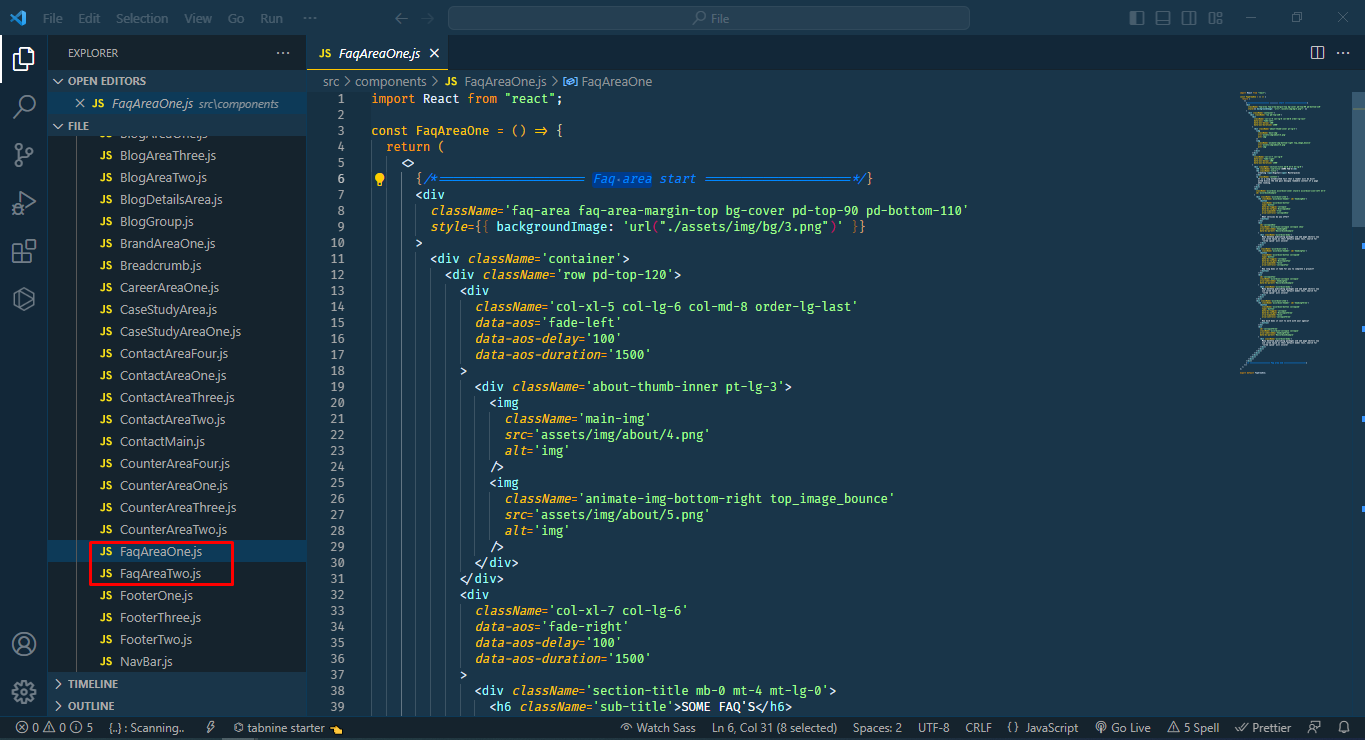 File Edit Selection View Go Run ··· File
EXPLORER ···
OPEN EDITORS
JS FaqAreaOne.js src\components
FILE
BlogAreaOne.js
JS BlogAreaThree.js
JS BlogAreaTwo.js
JS BlogDetailsArea.js
JS BlogGroup.js
JS BrandAreaOne.js
JS Breadcrumb.js
JS CareerAreaOne.js
JS CaseStudyArea.js
JS CaseStudyAreaOne.js
JS ContactAreaFour.js
JS ContactAreaOne.js
JS ContactAreaThree.js
JS ContactAreaTwo.js
JS ContactMain.js
JS CounterAreaFour.js
JS CounterAreaOne.js
JS CounterAreaThree.js
JS CounterAreaTwo.js
JS FaqAreaOne.js
JS FaqAreaTwo.js
JS FooterOne.js
JS FooterThree.js
JS FooterTwo.js
JS NavBar.js
TIMELINE
OUTLINE
JS FaqAreaOne.js
src > components > JS FaqAreaOne.js > FaqAreaOne
1 import React from "react";
2
3 const FaqAreaOne = () => {
4 return (
5 <>
6 {/*===================== Faq·area start =====================*/}
7 <div
8 className='faq-area faq-area-margin-top bg-cover pd-top-90 pd-bottom-110'
9 style={{ backgroundImage: 'url("./assets/img/bg/3.png")' }}
10 >
11 <div className='container'>
12 <div className='row pd-top-120'>
13 <div
14 className='col-xl-5 col-lg-6 col-md-8 order-lg-last'
15 data-aos='fade-left'
16 data-aos-delay='100'
17 data-aos-duration='1500'
18 >
19 <div className='about-thumb-inner pt-lg-3'>
20 <img
21 className='main-img'
22 src='assets/img/about/4.png'
23 alt='img'
24 />
25 <img
26 className='animate-img-bottom-right top_image_bounce'
27 src='assets/img/about/5.png'
28 alt='img'
29 />
30 </div>
31 </div>
32 <div
33 className='col-xl-7 col-lg-6'
34 data-aos='fade-right'
35 data-aos-delay='100'
36 data-aos-duration='1500'
37 >
38 <div className='section-title mb-0 mt-4 mt-lg-0'>
39 <h6 className='sub-title'>SOME FAQ'S</h6>
0 0 5 {..} : Scanning.. tabnine starter Watch Sass Ln 6, Col 31 (8 selected) Spaces: 2 UTF-8 CRLF {} JavaScript Go Live 5 Spell Prettier